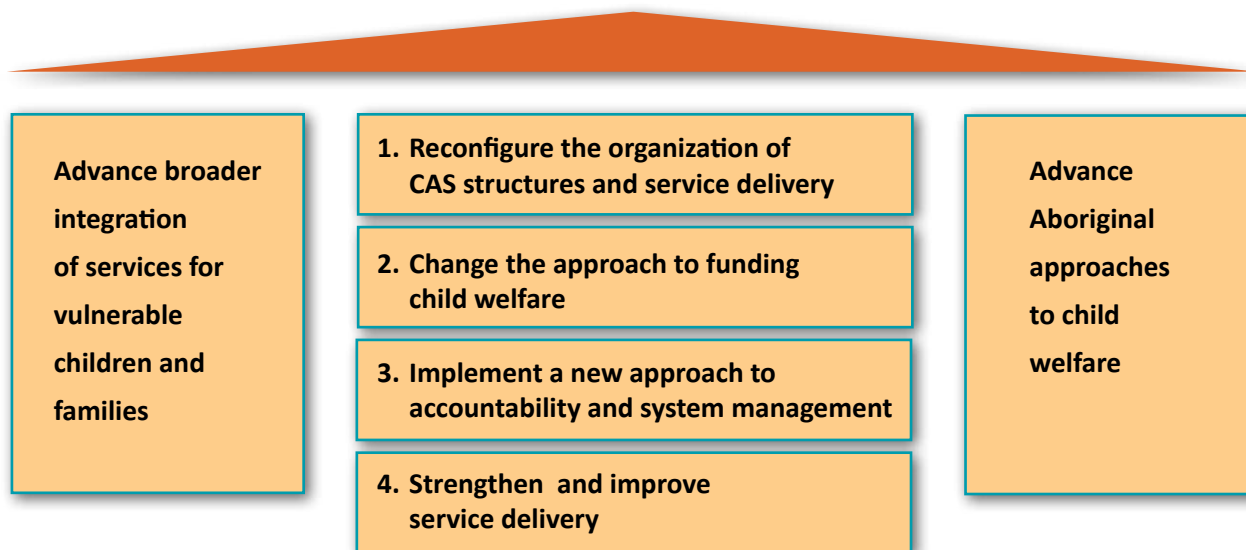 Advance broader
integration
of services for
vulnerable
children and
families
1. Reconfigure the organization of
CAS structures and service delivery
2. Change the approach to funding
child welfare
3. Implement a new approach to
accountability and system management
4. Strengthen  and improve
service delivery
Advance
Aboriginal
approaches
to child
welfare